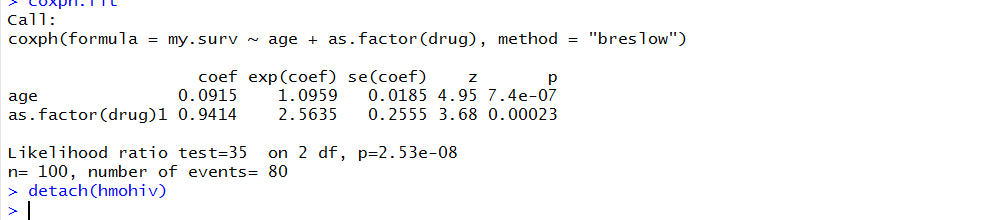 > coxph.fit
Call:
coxph(formula = my.surv ~ age + as.factor(drug), method = "breslow")
coef exp(coef) se(coef) z p
age 0.0915 1.0959 0.0185 4.95 7.4e-07
as.factor(drug)1 0.9414 2.5635 0.2555 3.68 0.00023
Likelihood ratio test=35 on 2 df, p=2.53e-08
n= 100, number of events= 80
> detach(hmohiv)
>